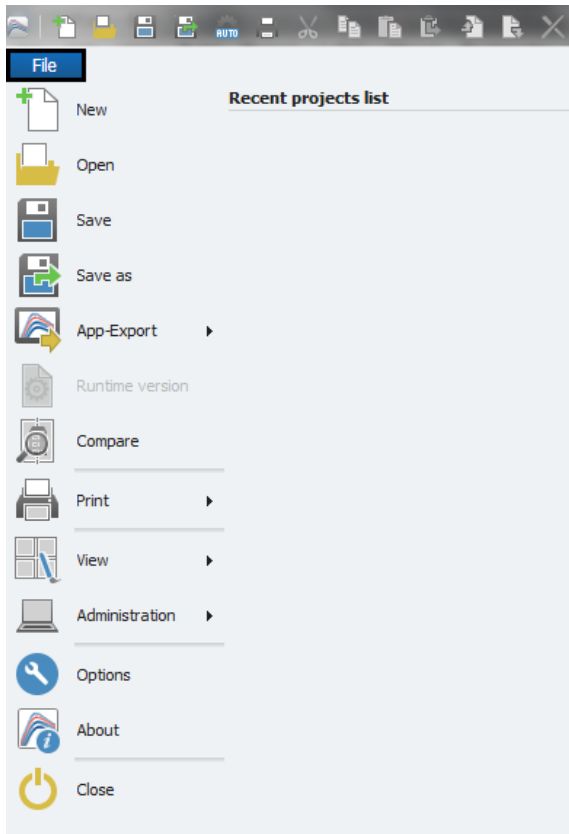 AUTO
File
Recent projects list
New
Open
Save
Save as
App-Export
Runtime version
Compare
Print
View
Administration
Options
About
Close